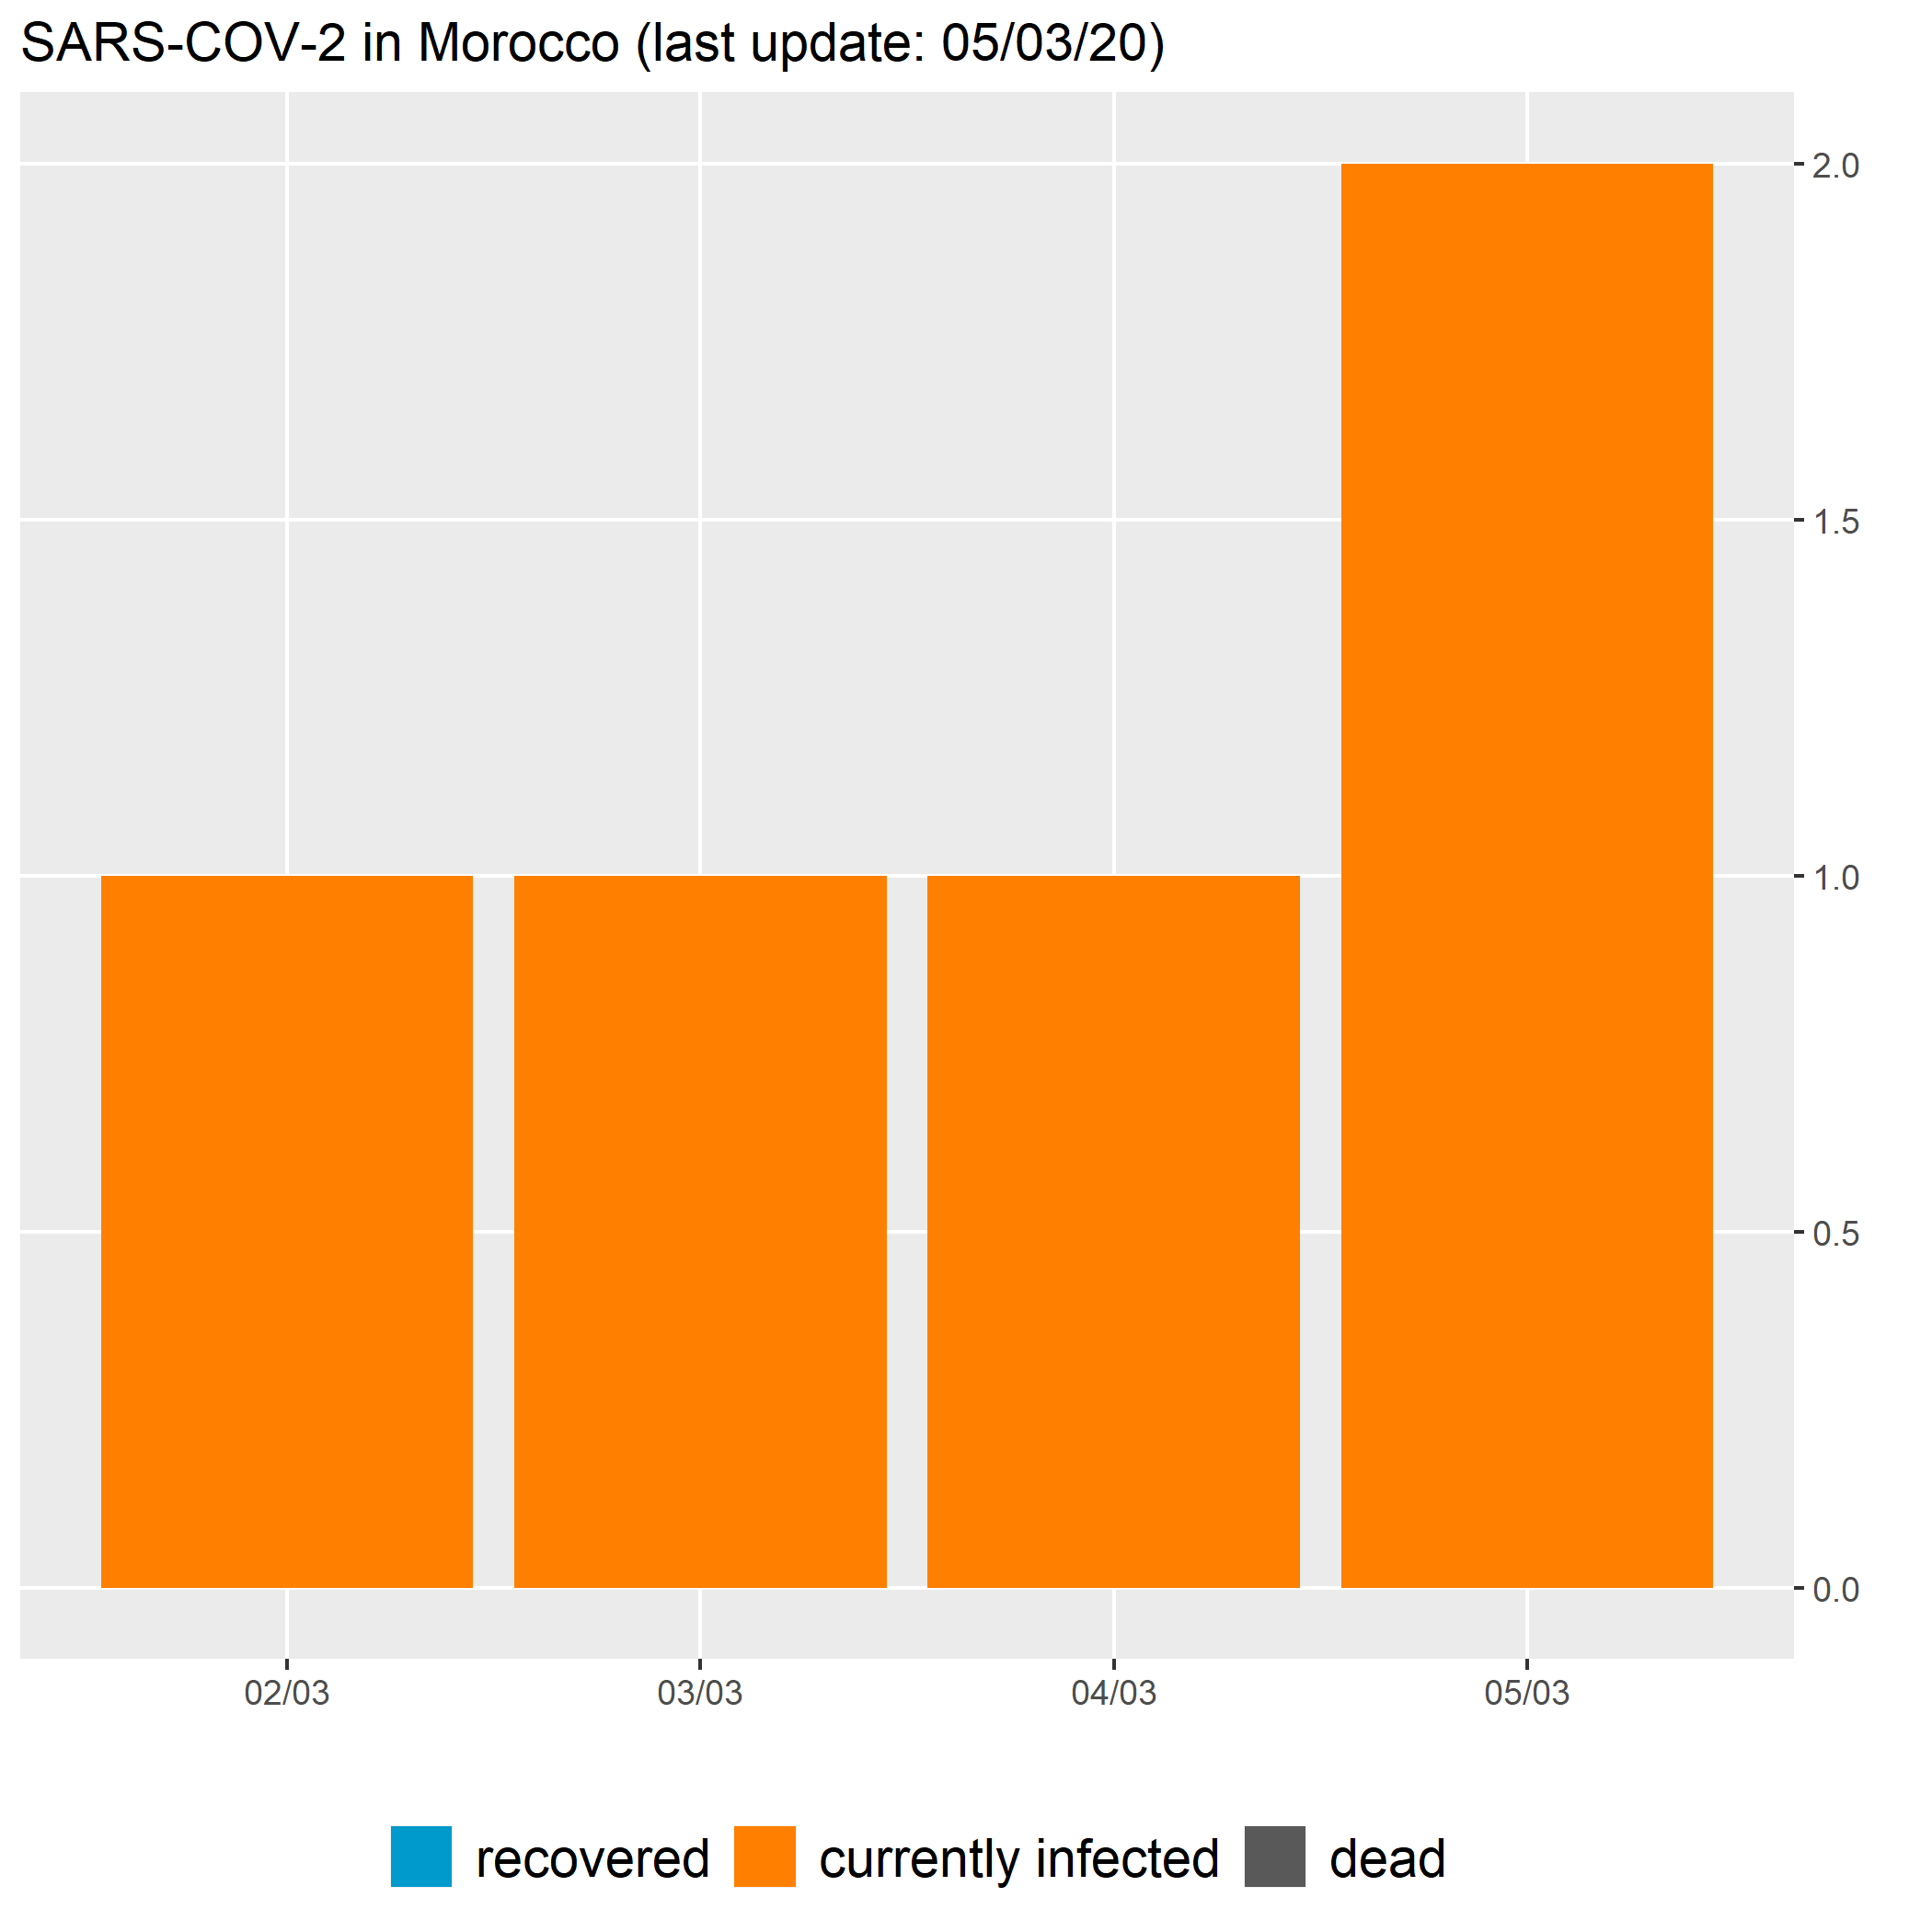 SARS-COV-2 in Morocco (last update: 05/03/20)
2.0
1.5
1.0
0.5
0.0
02/03 03/03 04/03 05/03
recovered currently infected dead